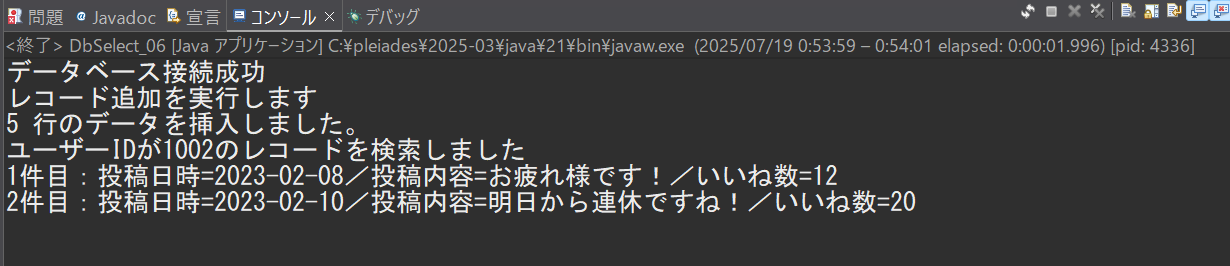 問題 @ Javadoc 宣言 コンソール × デバッグ
<終了> DbSelect_06 [Java アプリケーション] C:¥pleiades¥2025-03¥java¥21¥bin¥javaw.exe (2025/07/19 0:53:59 – 0:54:01 elapsed: 0:00:01.996) [pid: 4336]
データベース接続成功
レコード追加を実行します
5 行のデータを挿入しました。
ユーザーIDが1002のレコードを検索しました
1件目：投稿日時=2023-02-08／投稿内容=お疲れ様です！／いいね数=12
2件目：投稿日時=2023-02-10／投稿内容=明日から連休ですね！／いいね数=20